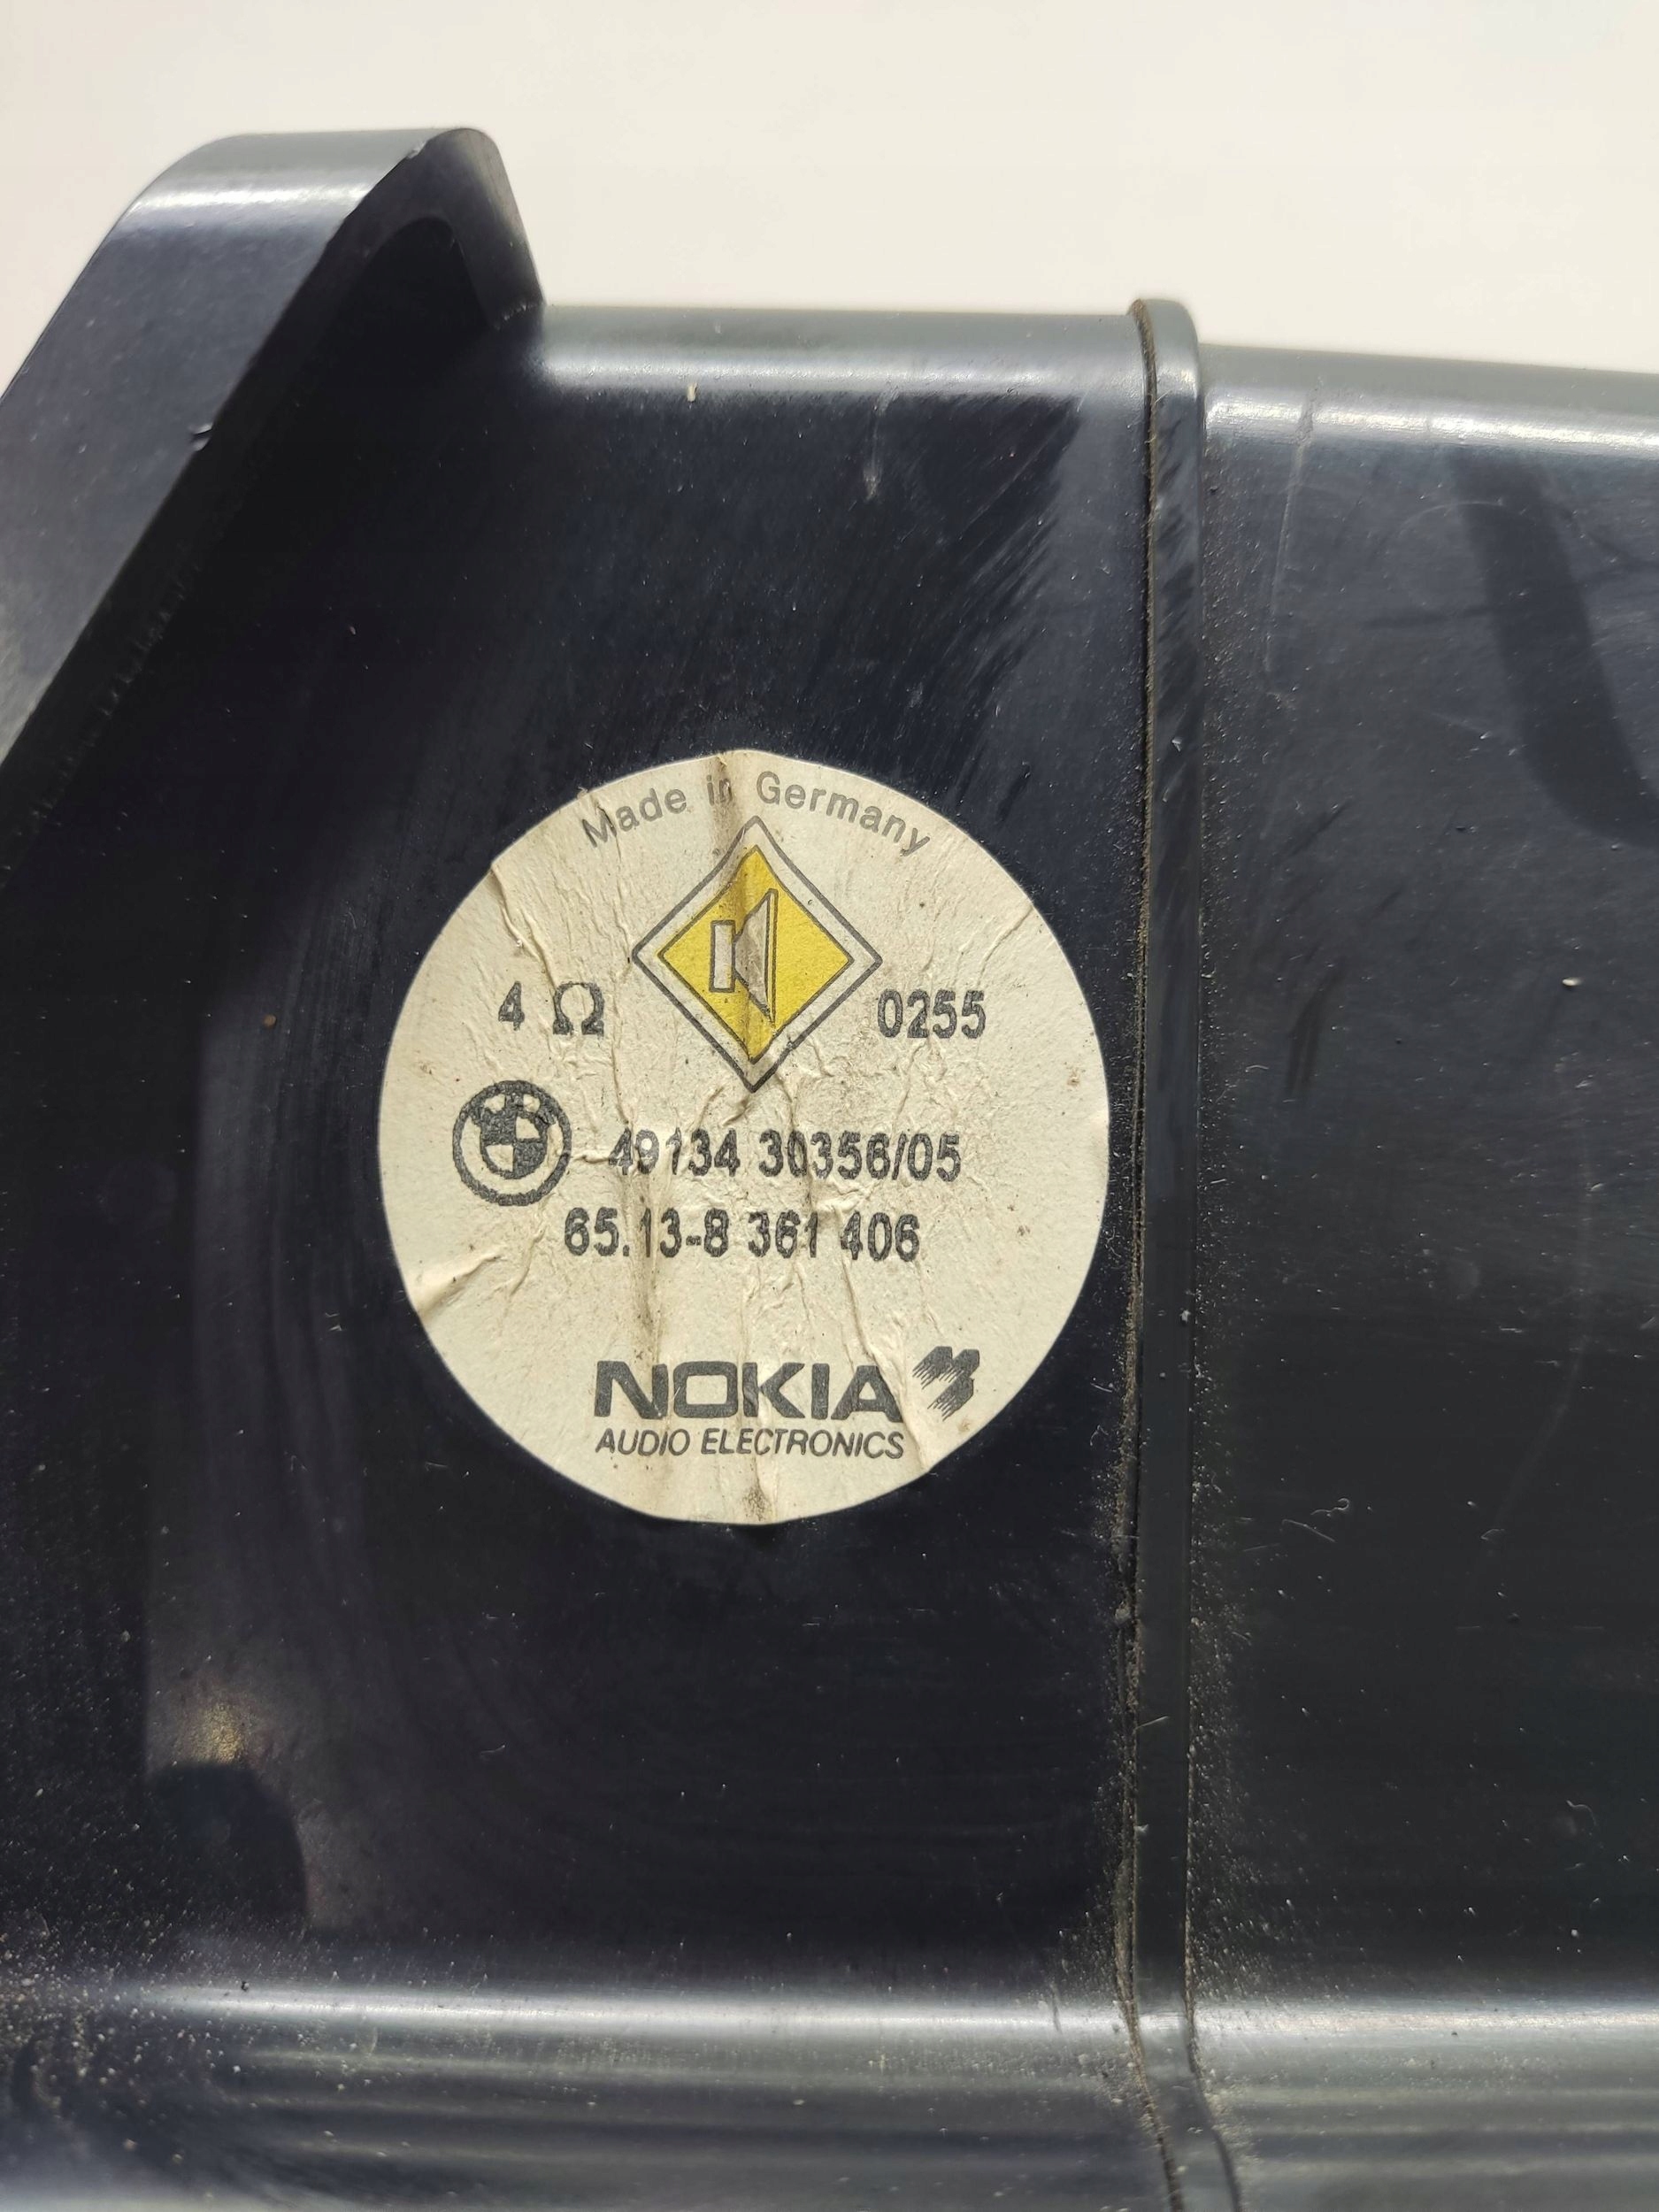 Made in Germany
4 Ω 0255
49134 30356/05
65.13-8 361 406
NOKIA
AUDIO ELECTRONICS